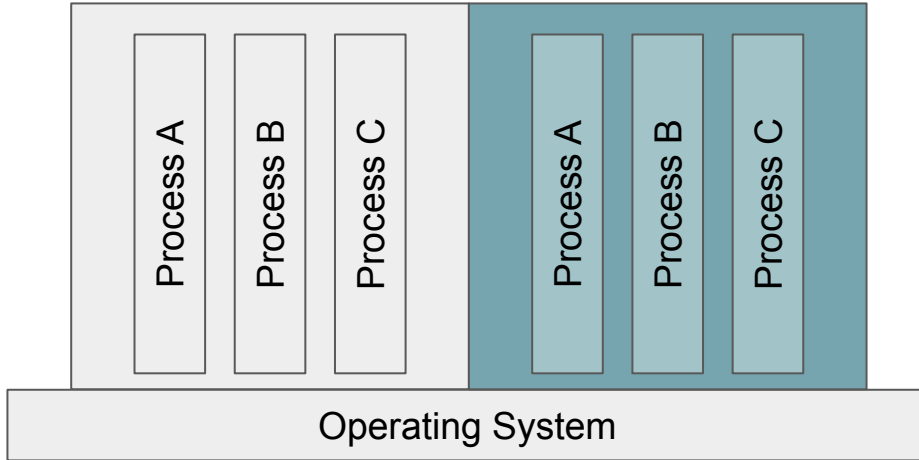 Process A
Process B
Process C
Process A
Process B
Process C
Operating System